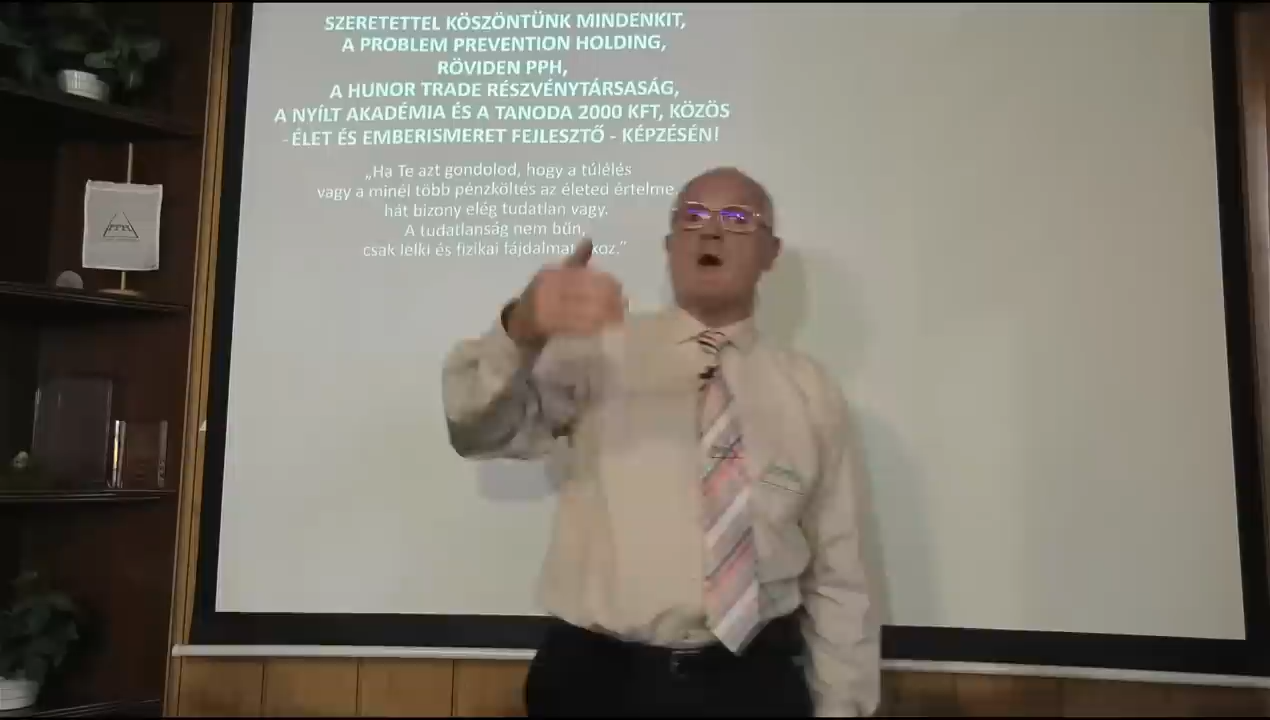 SZERETETTEL KÖSZÖNTÜNK MINDENKIT,
A PROBLEM PREVENTION HOLDING,
RÖVIDEN PPH,
A HUNOR TRADE RÉSZVÉNYTÁRSASÁG,
A NYÍLT AKADÉMIA ÉS A TANODA 2000 KFT, KÖZÖS
- ÉLET ÉS EMBERISMERET FEJLESZTŐ - KÉPZÉSÉN!
„Ha Te azt gondolod, hogy a túlélés
vagy a minél több pénzköltés az életed értelme,
hát bizony elég tudatlan vagy.
A tudatlanság nem bűn,
csak lelki és fizikai